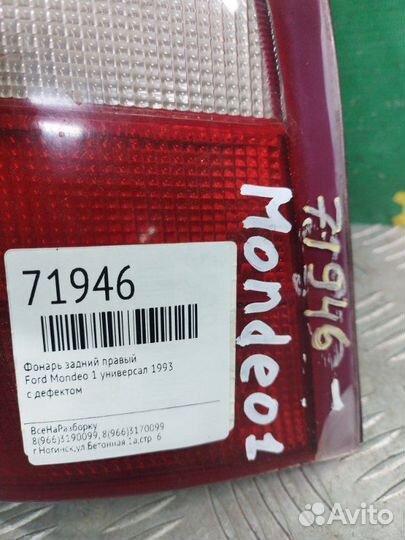 71946
Фонарь задний правый
Ford Mondeo 1 универсал 1993
с дефектом
ВсеНаРазборку
8(966)3190099, 8(966)3170099
г.Ногинск,ул.Бетонная 1а,стр 6
Mondeo1
71946 -
Avito